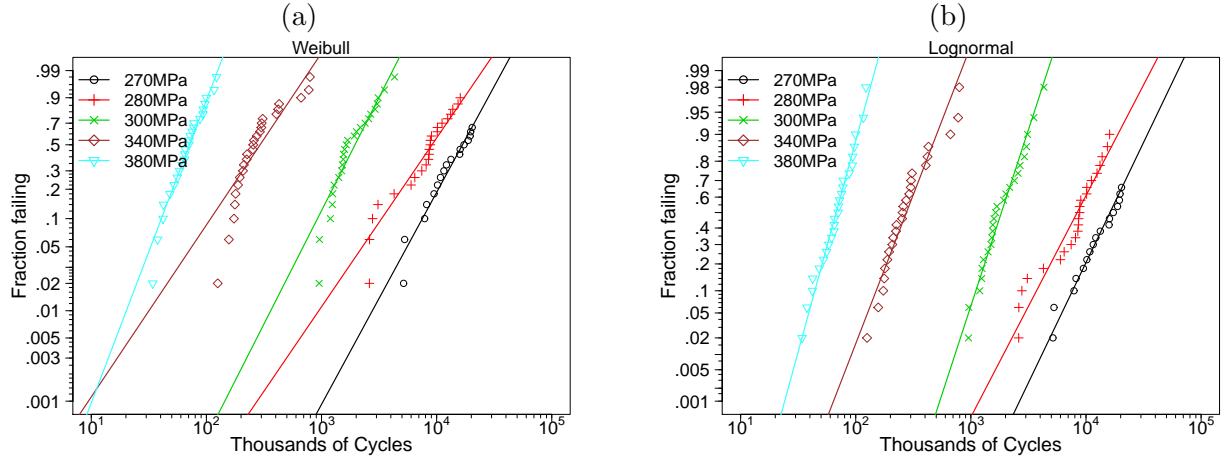 (a)
Weibull
Fraction failing
.99
.9
.7
.5
.3
.2
.1
.05
.02
.01
.005
.003
.001
270MPa
280MPa
300MPa
340MPa
380MPa
10^1 10^2 10^3 10^4 10^5
Thousands of Cycles
(b)
Lognormal
Fraction failing
.99
.98
.95
.9
.8
.7
.6
.4
.3
.2
.1
.05
.02
.005
.001
270MPa
280MPa
300MPa
340MPa
380MPa
10^1 10^2 10^3 10^4 10^5
Thousands of Cycles